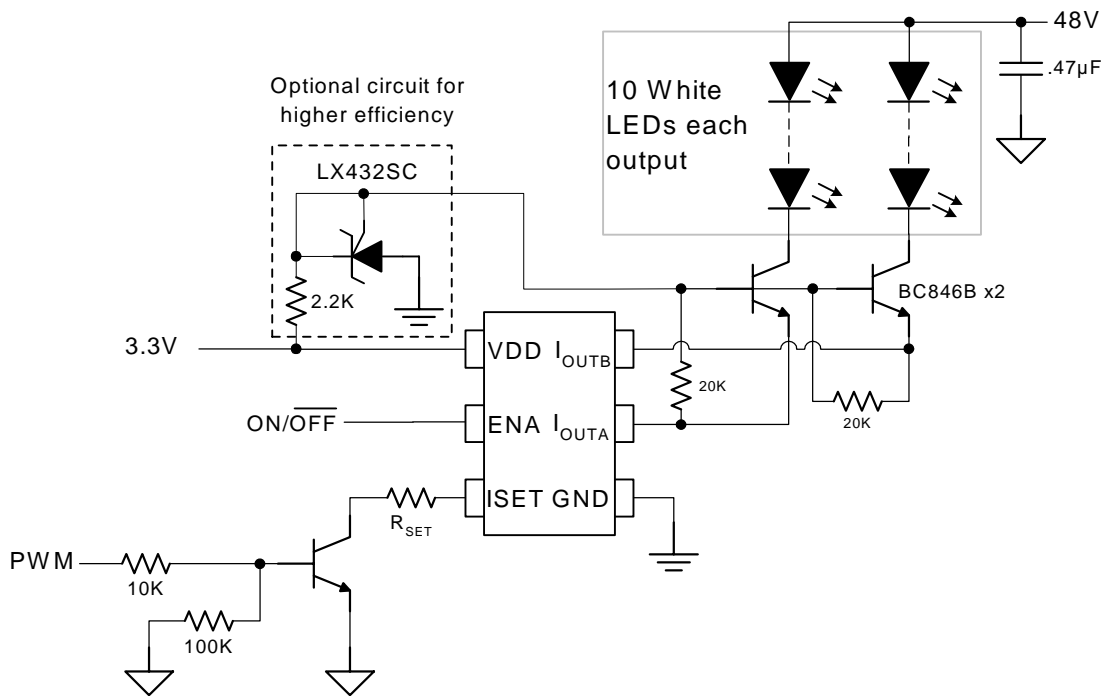 48V
.47µF
10 White
LEDs each
output
Optional circuit for
higher efficiency
LX432SC
2.2K
BC846B x2
3.3V
VDD IOUTB
20K
20K
ON/OFF
ENA IOUTA
ISET GND
RSET
PWM
10K
100K